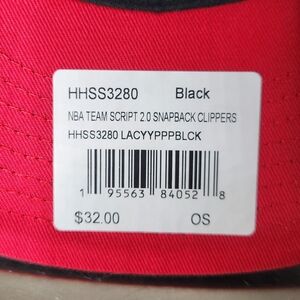 HHSS3280 Black
NBA TEAM SCRIPT 2.0 SNAPBACK CLIPPERS
HHSS3280 LACYYPPPBLCK
1 95563 84052 8
$32.00 OS